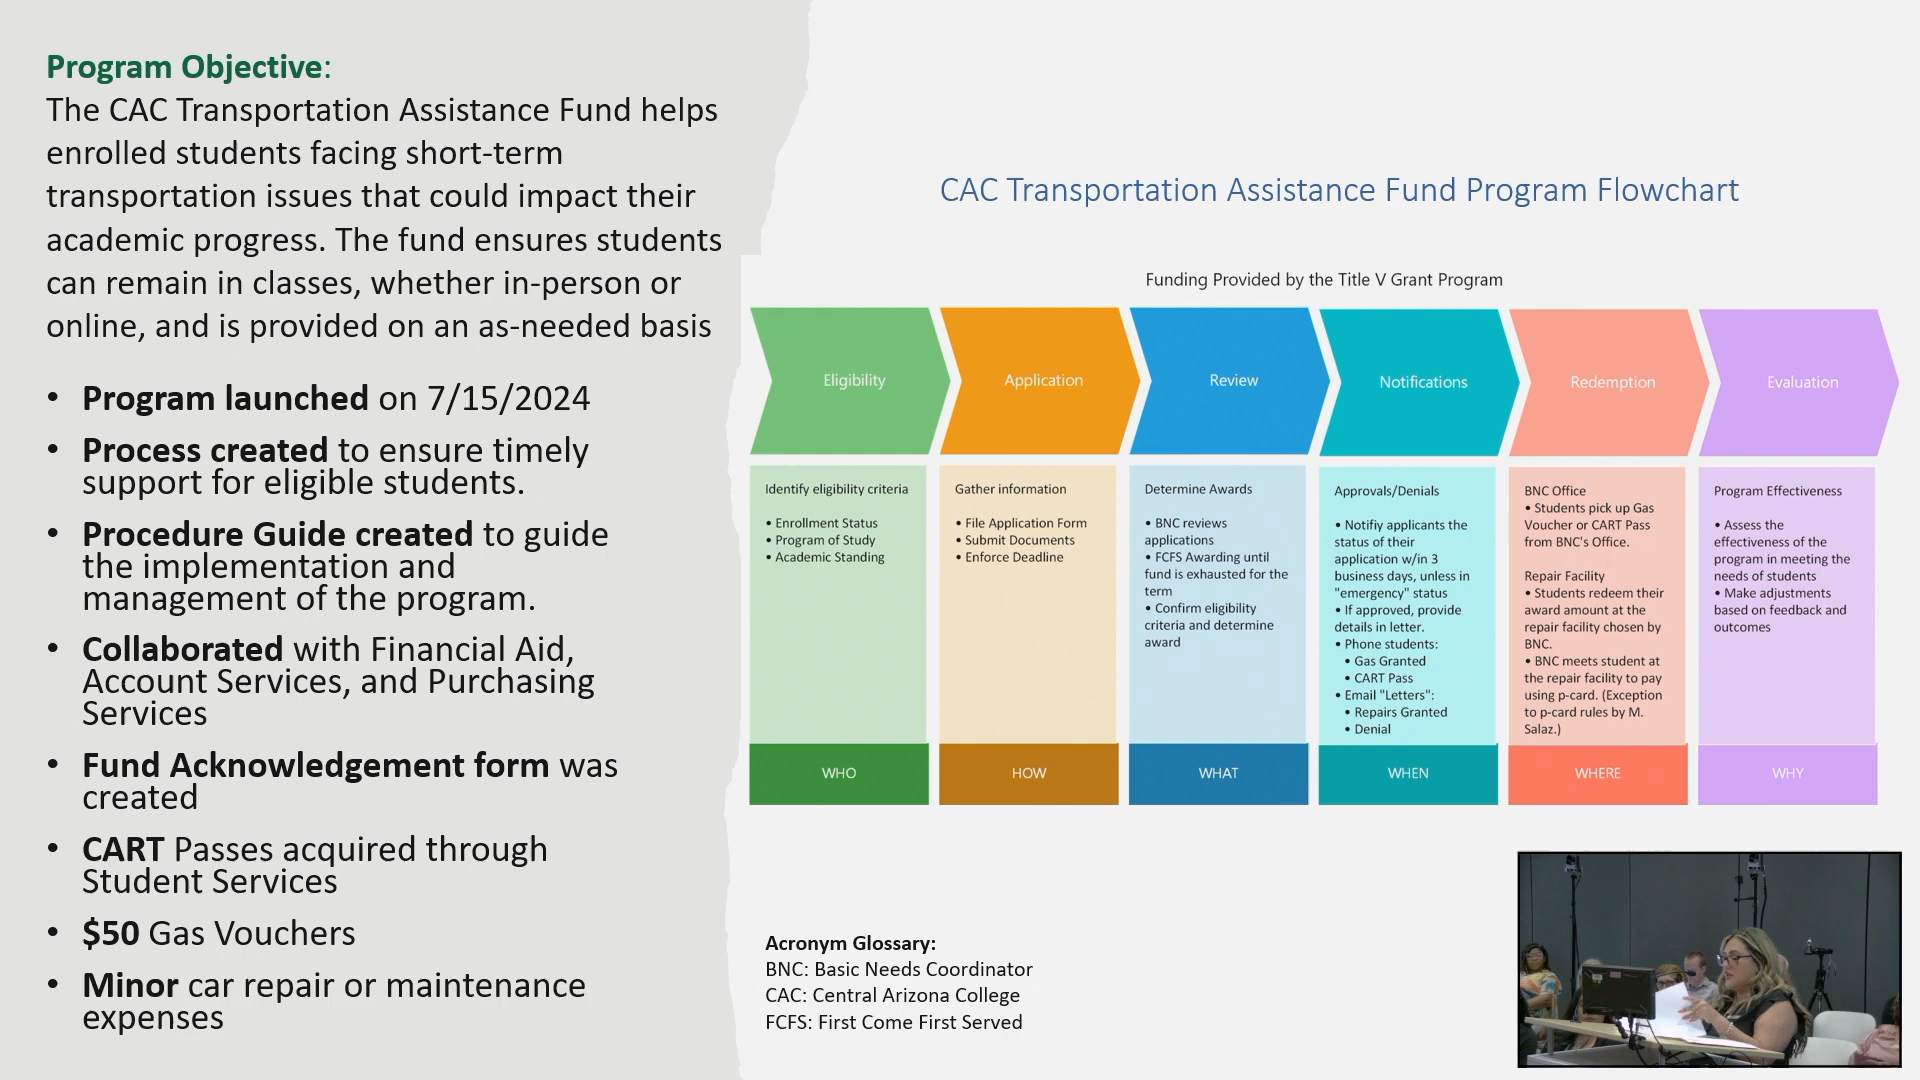 Program Objective:
The CAC Transportation Assistance Fund helps
enrolled students facing short-term
transportation issues that could impact their
academic progress. The fund ensures students
can remain in classes, whether in-person or
online, and is provided on an as-needed basis
• Program launched on 7/15/2024
• Process created to ensure timely
support for eligible students.
• Procedure Guide created to guide
the implementation and
management of the program.
• Collaborated with Financial Aid,
Account Services, and Purchasing
Services
• Fund Acknowledgement form was
created
• CART Passes acquired through
Student Services
• $50 Gas Vouchers
• Minor car repair or maintenance
expenses
CAC Transportation Assistance Fund Program Flowchart
Funding Provided by the Title V Grant Program
Eligibility
Identify eligibility criteria
• Enrollment Status
• Program of Study
• Academic Standing
WHO
Application
Gather information
• File Application Form
• Submit Documents
• Enforce Deadline
HOW
Review
Determine Awards
• BNC reviews
applications
• FCFS Awarding until
fund is exhausted for the
term
• Confirm eligibility
criteria and determine
award
WHAT
Notifications
Approvals/Denials
• Notifiy applicants the
status of their
application w/in 3
business days, unless in
"emergency" status
• If approved, provide
details in letter.
• Phone students:
• Gas Granted
• CART Pass
• Email "Letters":
• Repairs Granted
• Denial
WHEN
Redemption
BNC Office
• Students pick up Gas
Voucher or CART Pass
from BNC's Office.
Repair Facility
• Students redeem their
award amount at the
repair facility chosen by
BNC.
• BNC meets student at
the repair facility to pay
using p-card. (Exception
to p-card rules by M.
Salaz.)
WHERE
Evaluation
Program Effectiveness
• Assess the
effectiveness of the
program in meeting the
needs of students
• Make adjustments
based on feedback and
outcomes
WHY
Acronym Glossary:
BNC: Basic Needs Coordinator
CAC: Central Arizona College
FCFS: First Come First Served